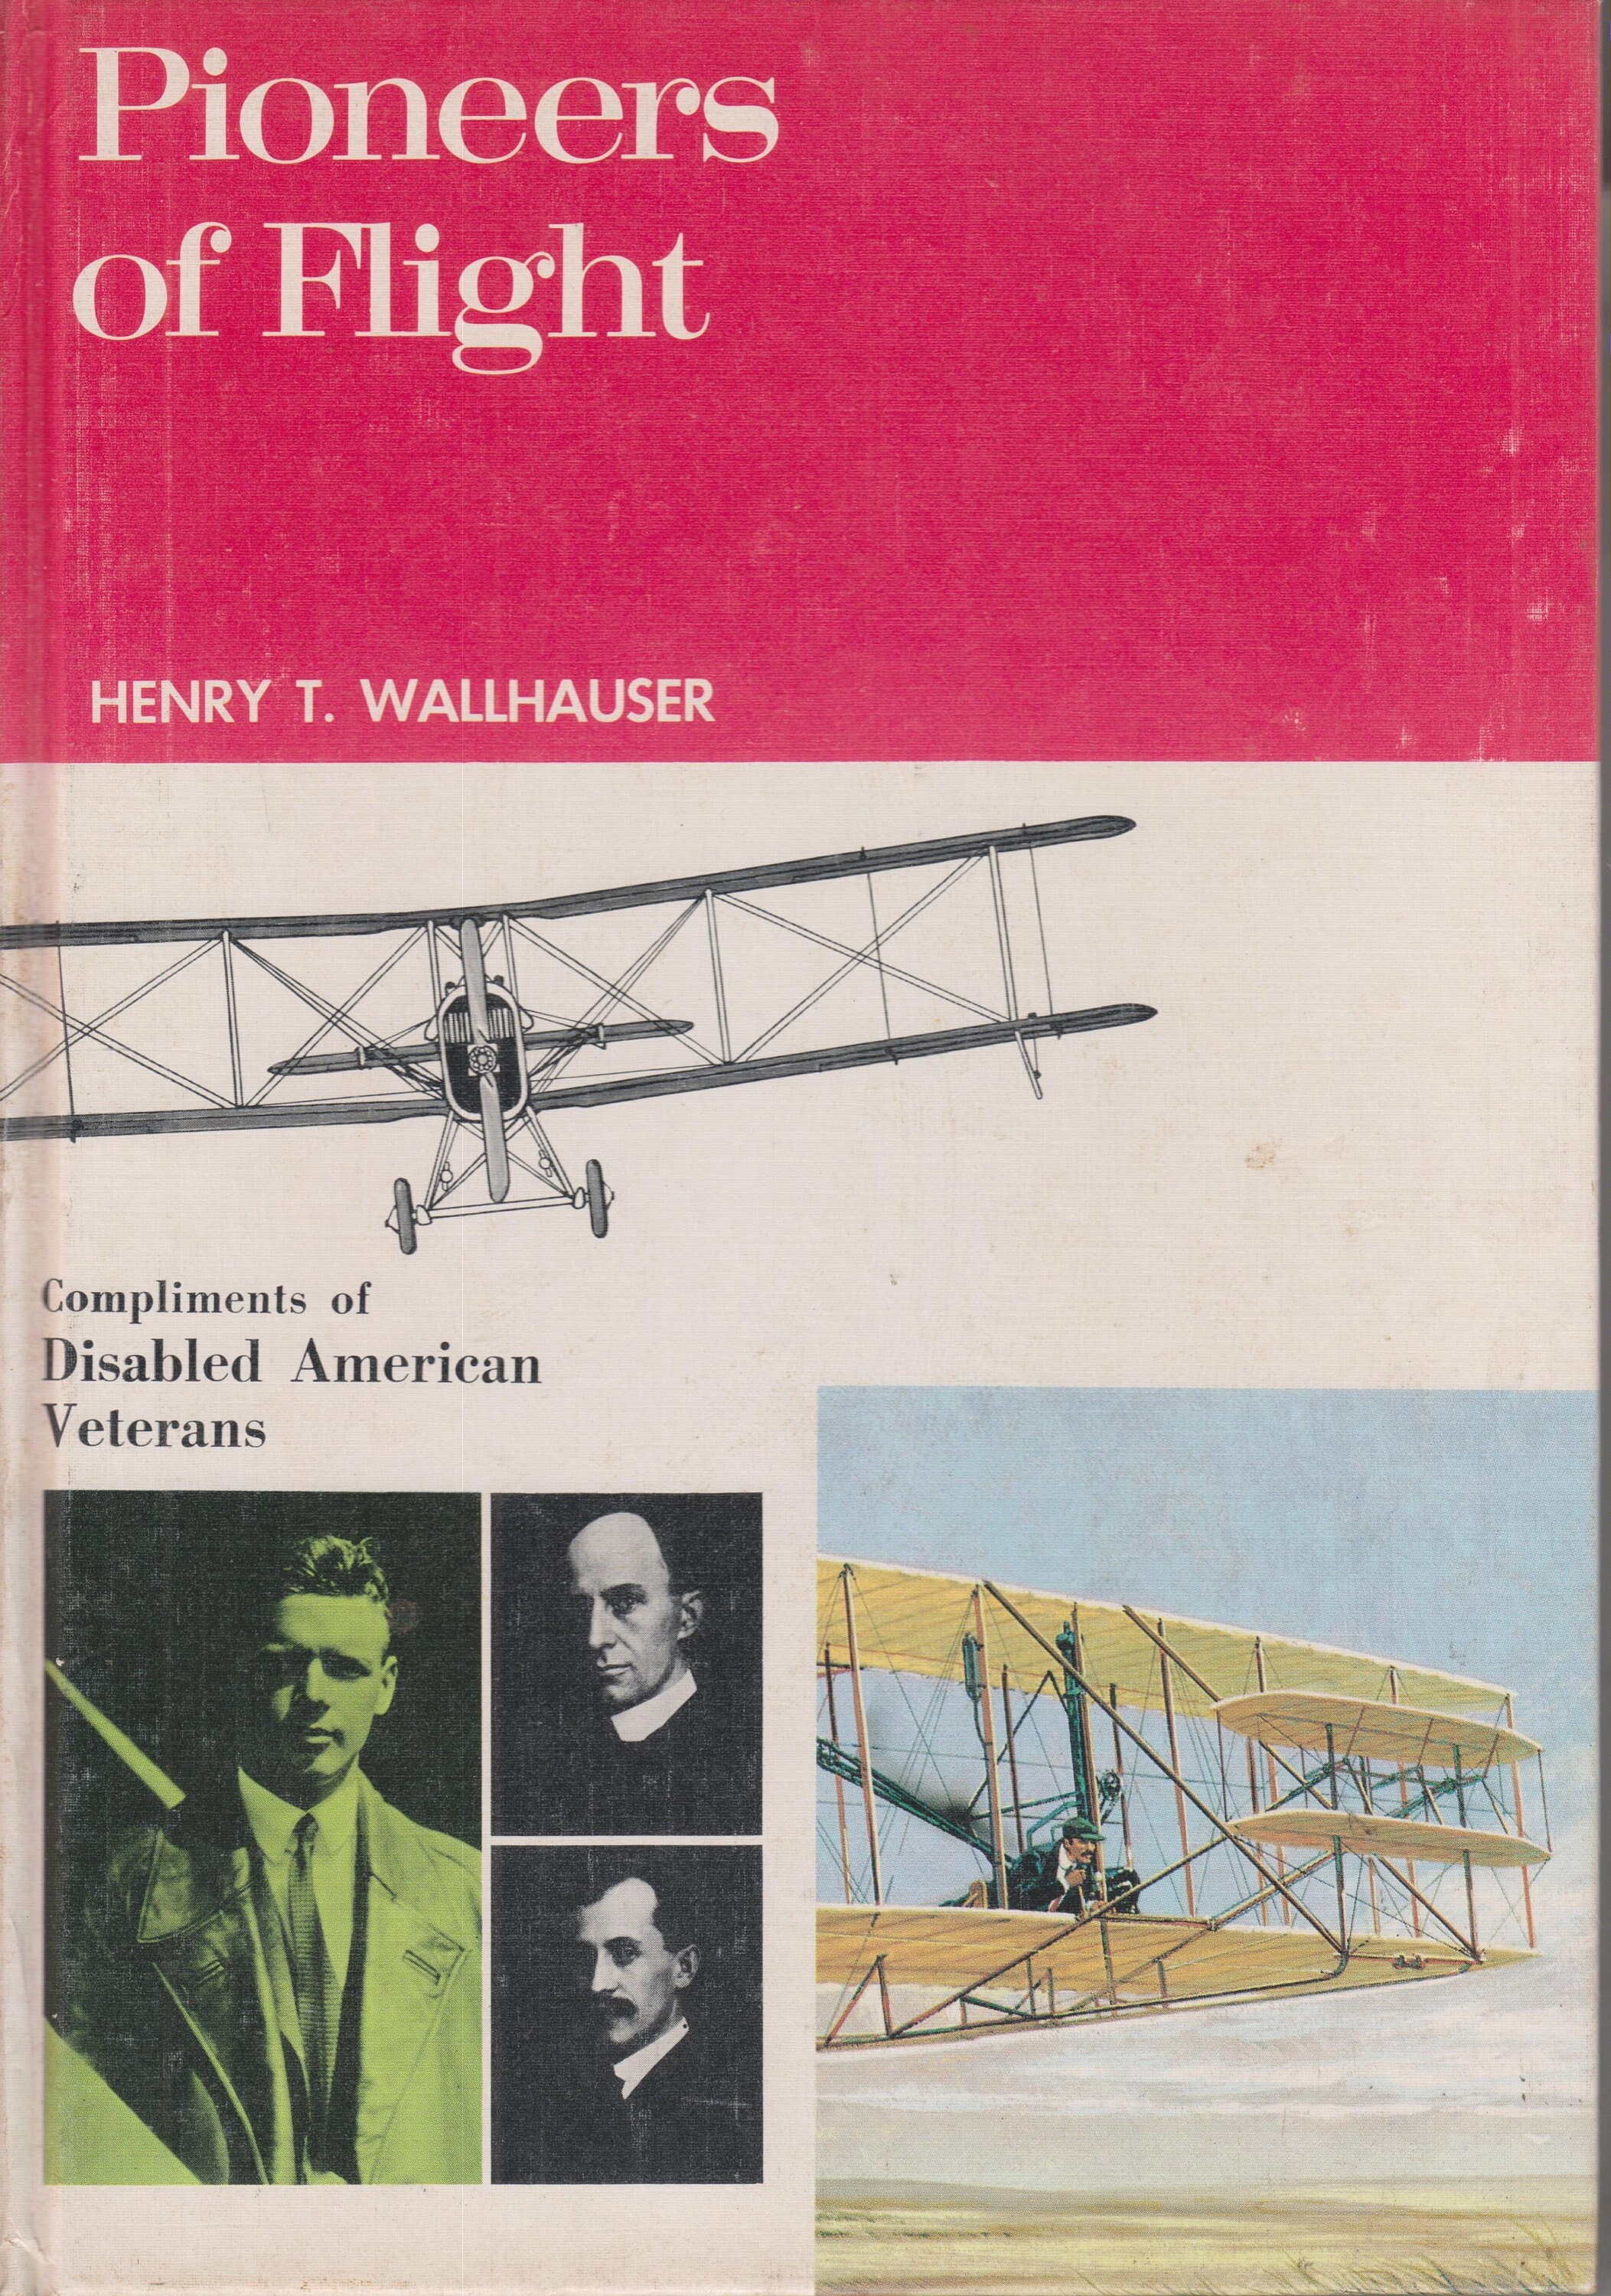 Pioneers
of Flight
HENRY T. WALLHAUSER
Compliments of
Disabled American
Veterans